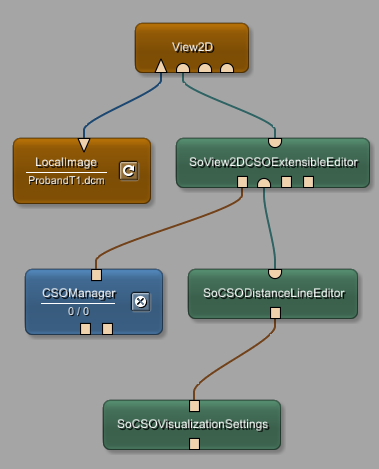 View2D
LocalImage
ProbandT1.dcm
SoView2DCSOExtensibleEditor
CSOManager
0 / 0
SoCSODistanceLineEditor
SoCSOVisualizationSettings